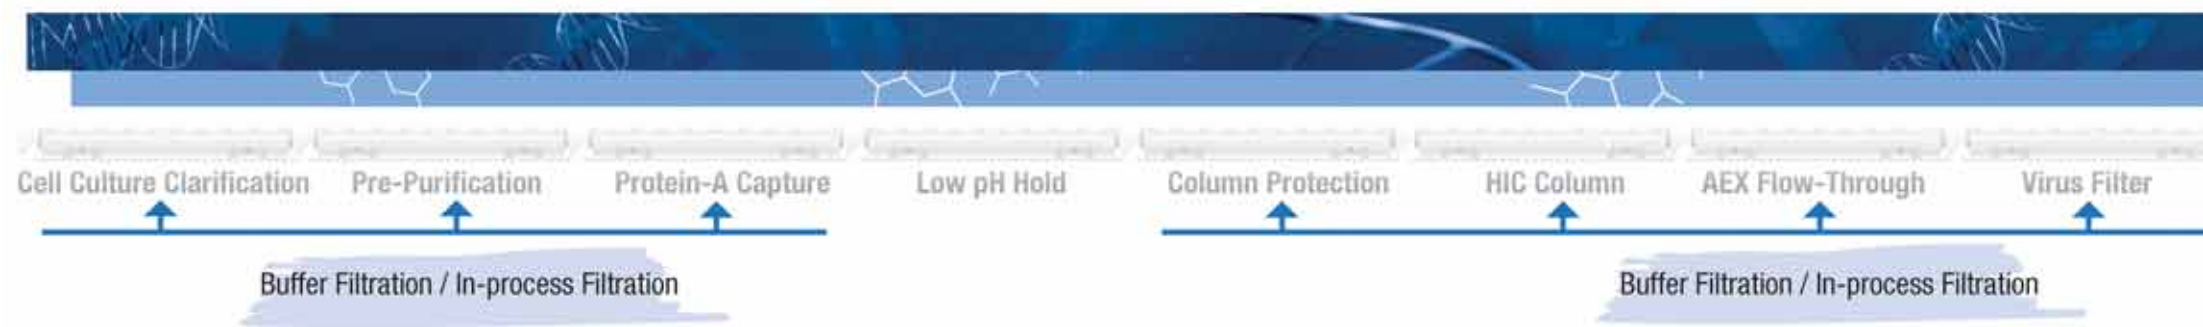 Cell Culture Clarification Pre-Purification Protein-A Capture Low pH Hold Column Protection HIC Column AEX Flow-Through Virus Filter
Buffer Filtration / In-process Filtration Buffer Filtration / In-process Filtration